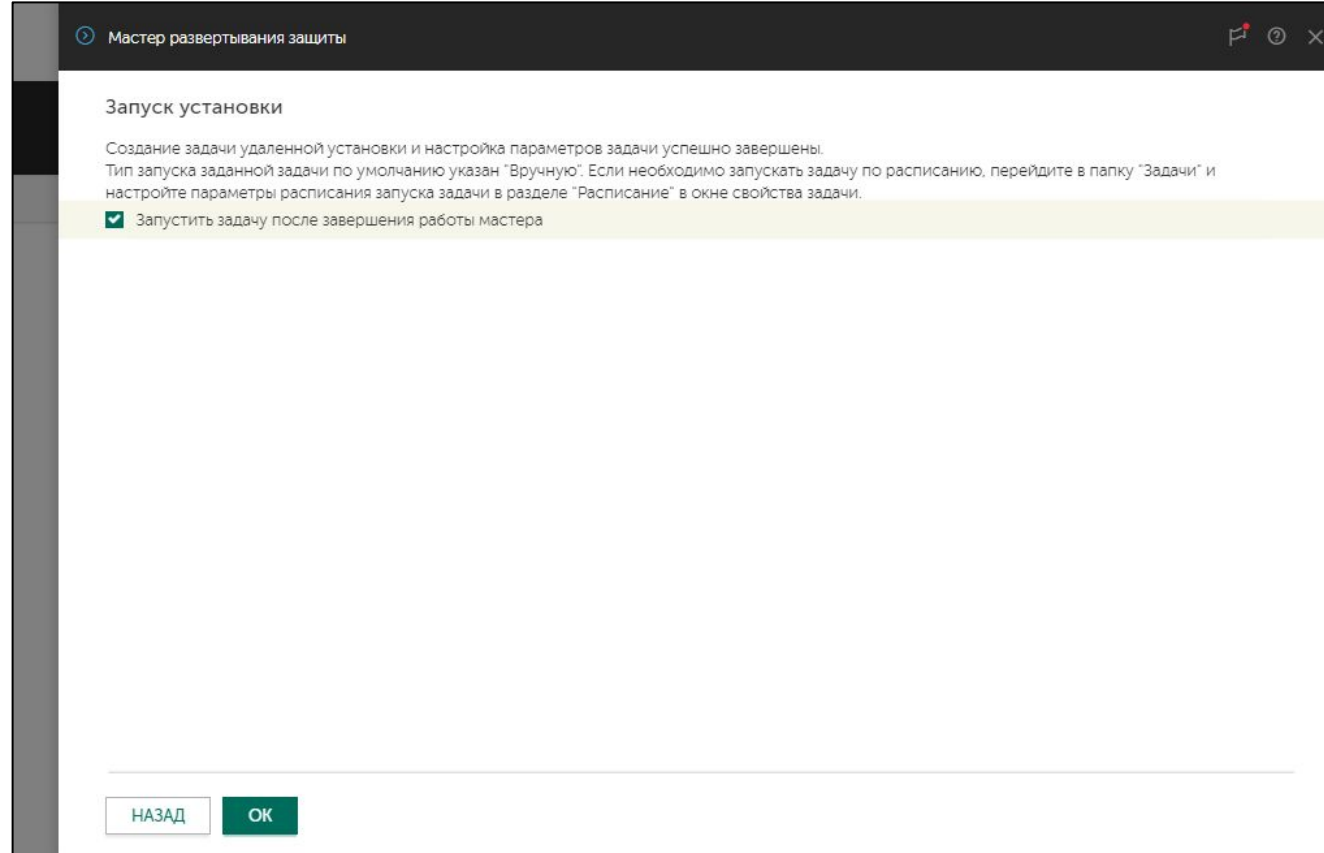 Мастер развертывания защиты
Запуск установки
Создание задачи удаленной установки и настройка параметров задачи успешно завершены.
Тип запуска заданной задачи по умолчанию указан "Вручную". Если необходимо запускать задачу по расписанию, перейдите в папку "Задачи" и
настройте параметры расписания запуска задачи в разделе "Расписание" в окне свойства задачи.
Запустить задачу после завершения работы мастера
НАЗАД
ОК